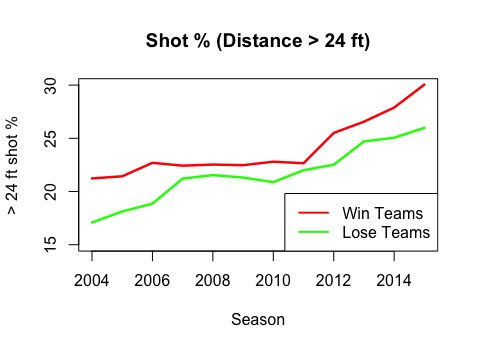 Shot % (Distance > 24 ft)
> 24 ft shot %
30
25
20
15
Win Teams
Lose Teams
2004 2006 2008 2010 2012 2014
Season